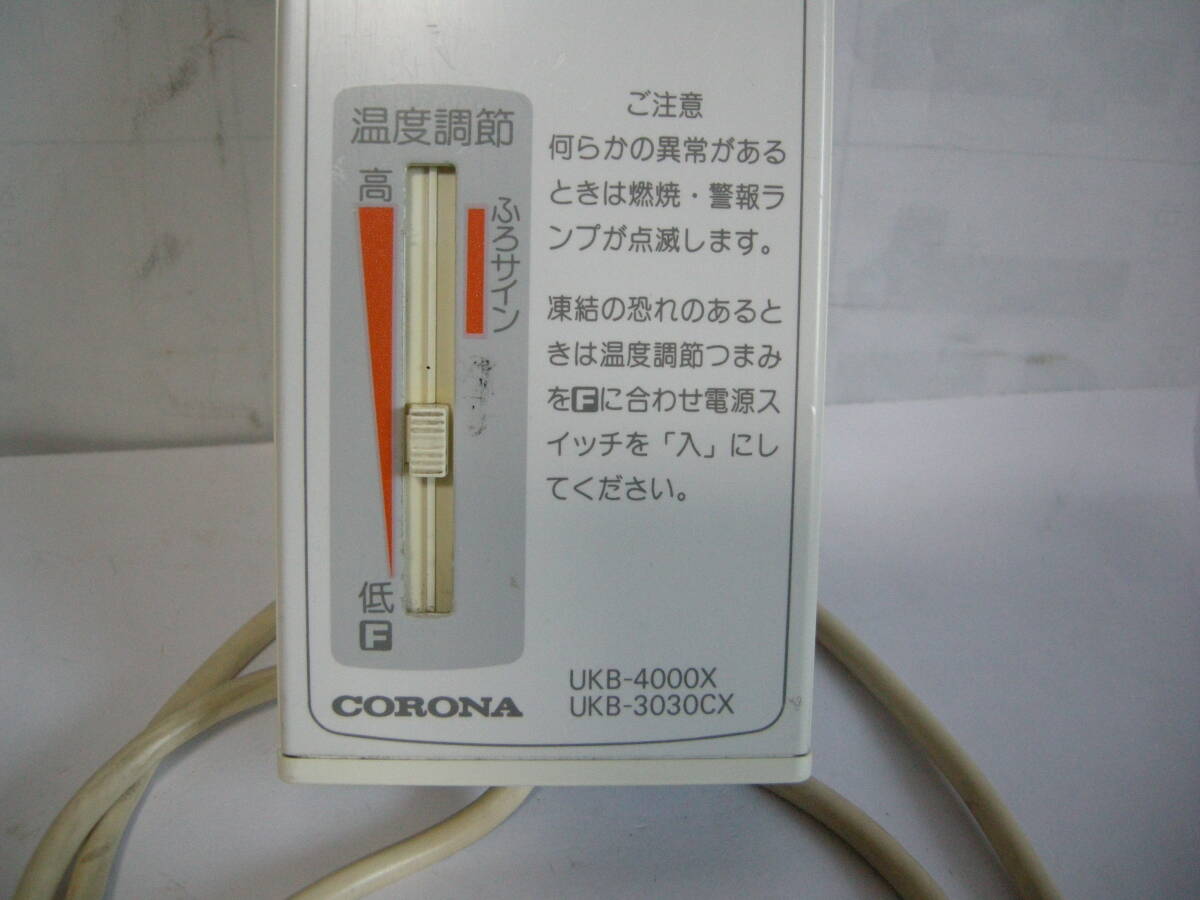 温度調節
高
ふろサイン
低
F
ご注意
何らかの異常がある
ときは燃焼・警報ラ
ンプが点滅します。
凍結の恐れのあると
きは温度調節つまみ
をFに合わせ電源ス
イッチを「入」にし
てください。
CORONA
UKB-4000X
UKB-3030CX